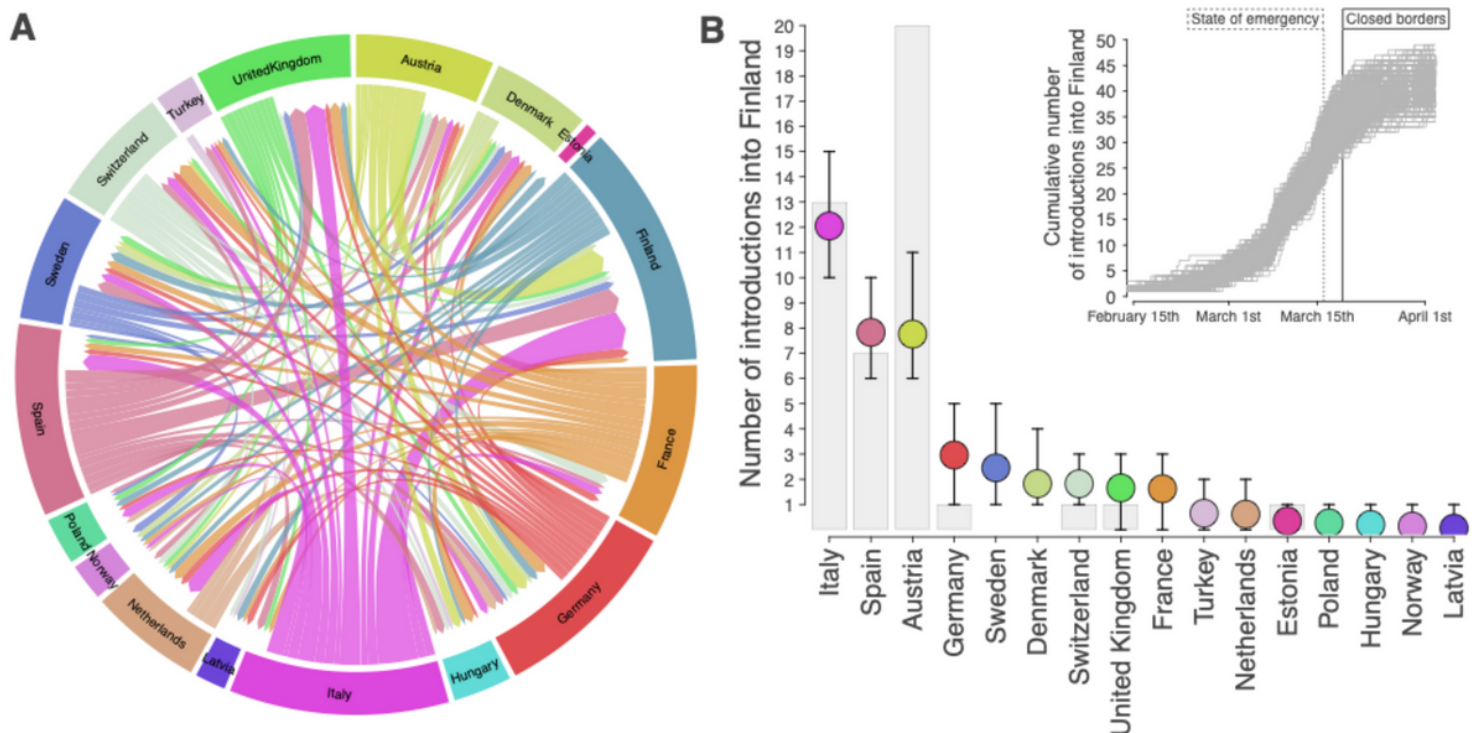 A
UnitedKingdom
Austria
Denmark
Estonia
Finland
France
Germany
Hungary
Italy
Latvia
Netherlands
Norway
Poland
Spain
Sweden
Switzerland
Turkey
B
Number of introductions into Finland
20
19
18
17
16
15
14
13
12
11
10
9
8
7
6
5
4
3
2
1
Italy
Spain
Austria
Germany
Sweden
Denmark
Switzerland
United Kingdom
France
Turkey
Netherlands
Estonia
Poland
Hungary
Norway
Latvia
State of emergency
Closed borders
Cumulative number
of introductions into Finland
50
45
40
35
30
25
20
15
10
5
0
February 15th
March 1st
March 15th
April 1st